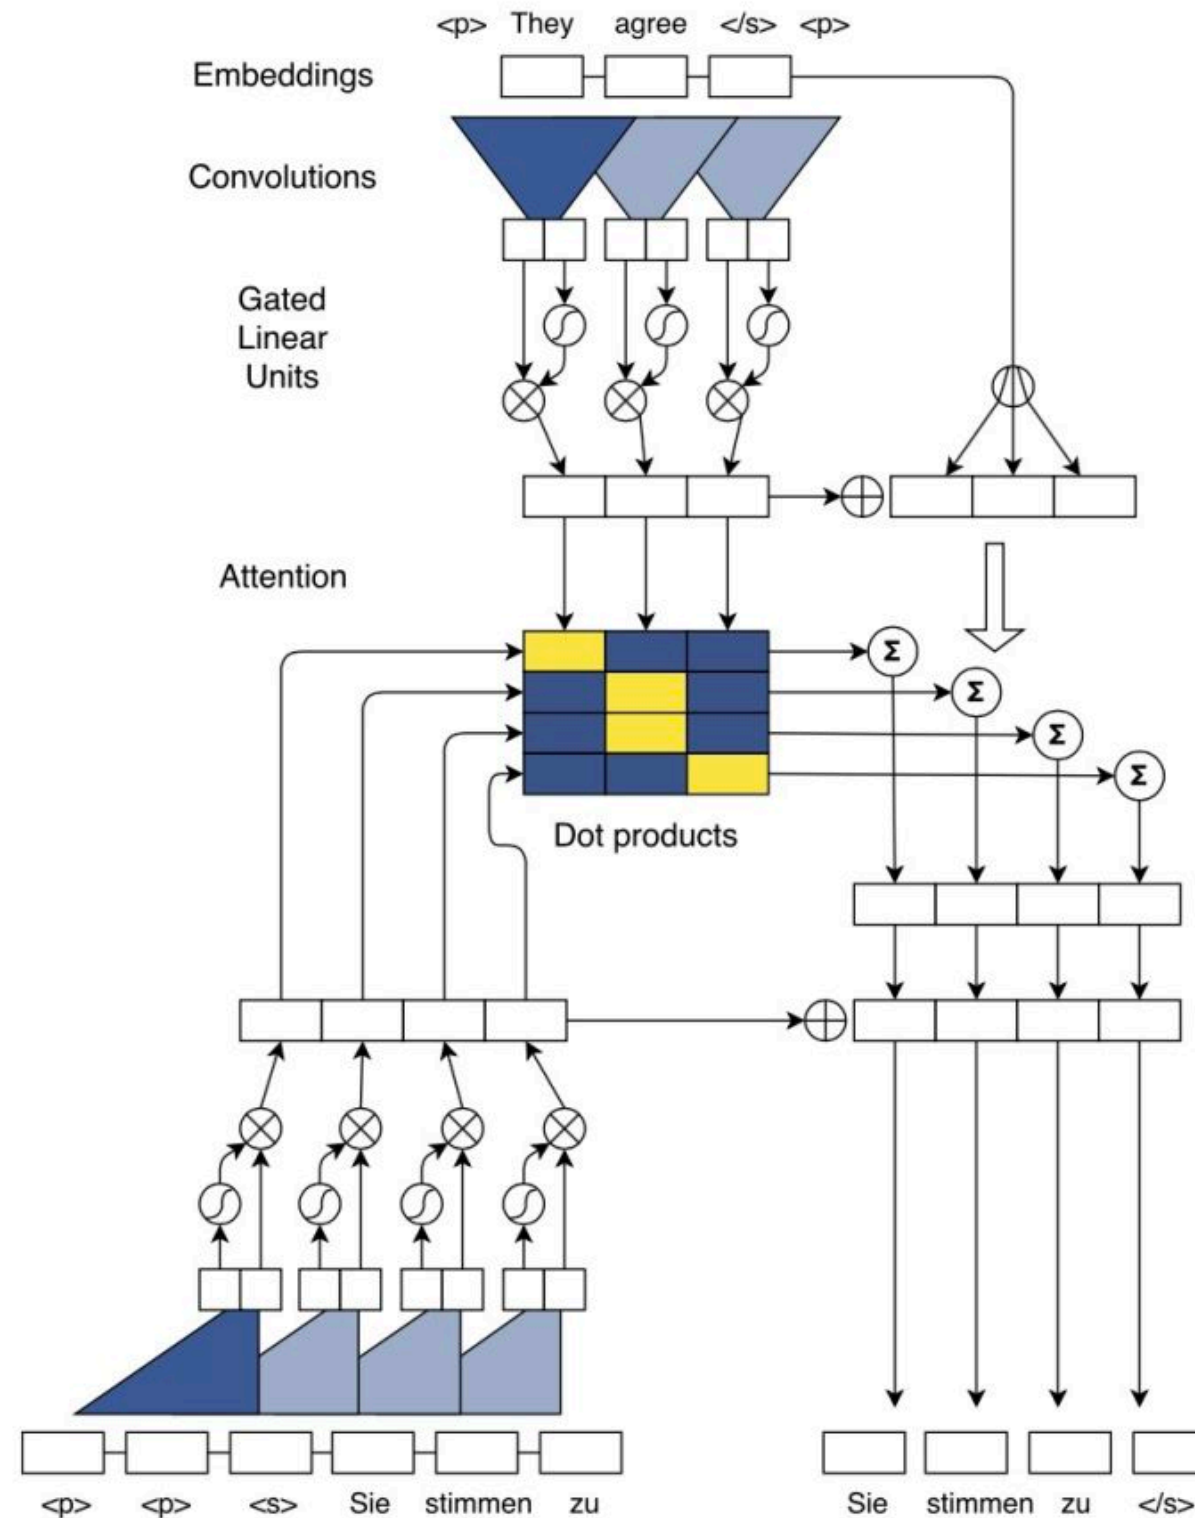 <p> They agree </s> <p>
Embeddings
Convolutions
Gated
Linear
Units
Attention
Σ
Σ
Σ
Σ
Dot products
<p> <p> <s> Sie stimmen zu
Sie stimmen zu </s>